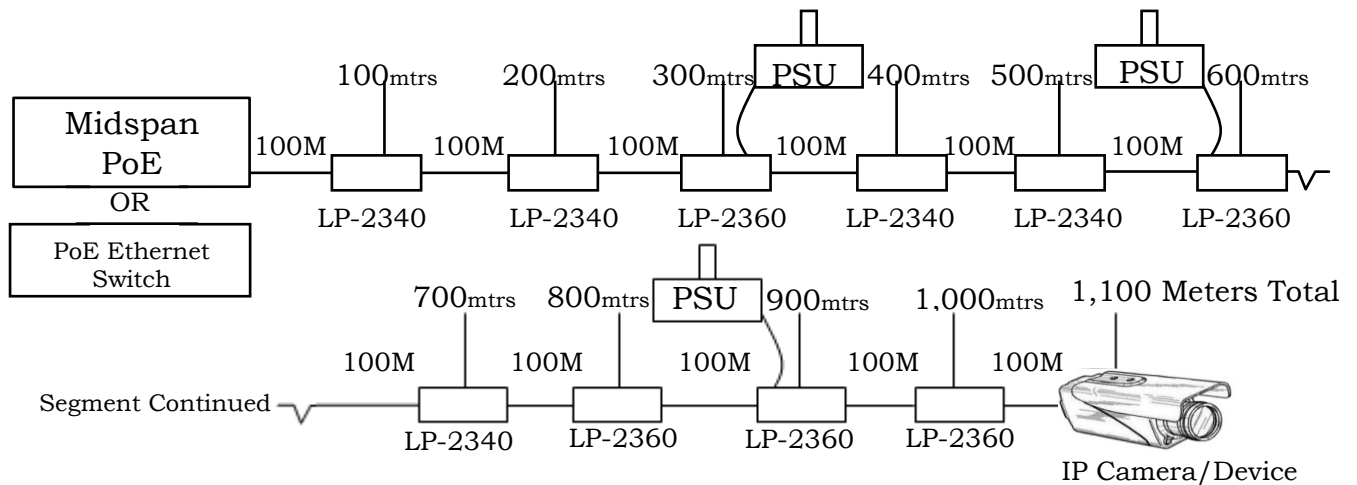 PSU PSU
100mtrs 200mtrs 300mtrs 400mtrs 500mtrs 600mtrs
Midspan
PoE
100M 100M 100M 100M 100M 100M
OR
LP-2340 LP-2340 LP-2360 LP-2340 LP-2340 LP-2360
PoE Ethernet
Switch
PSU
700mtrs 800mtrs 900mtrs 1,000mtrs 1,100 Meters Total
100M 100M 100M 100M 100M
Segment Continued
LP-2340 LP-2360 LP-2360 LP-2360
IP Camera/Device